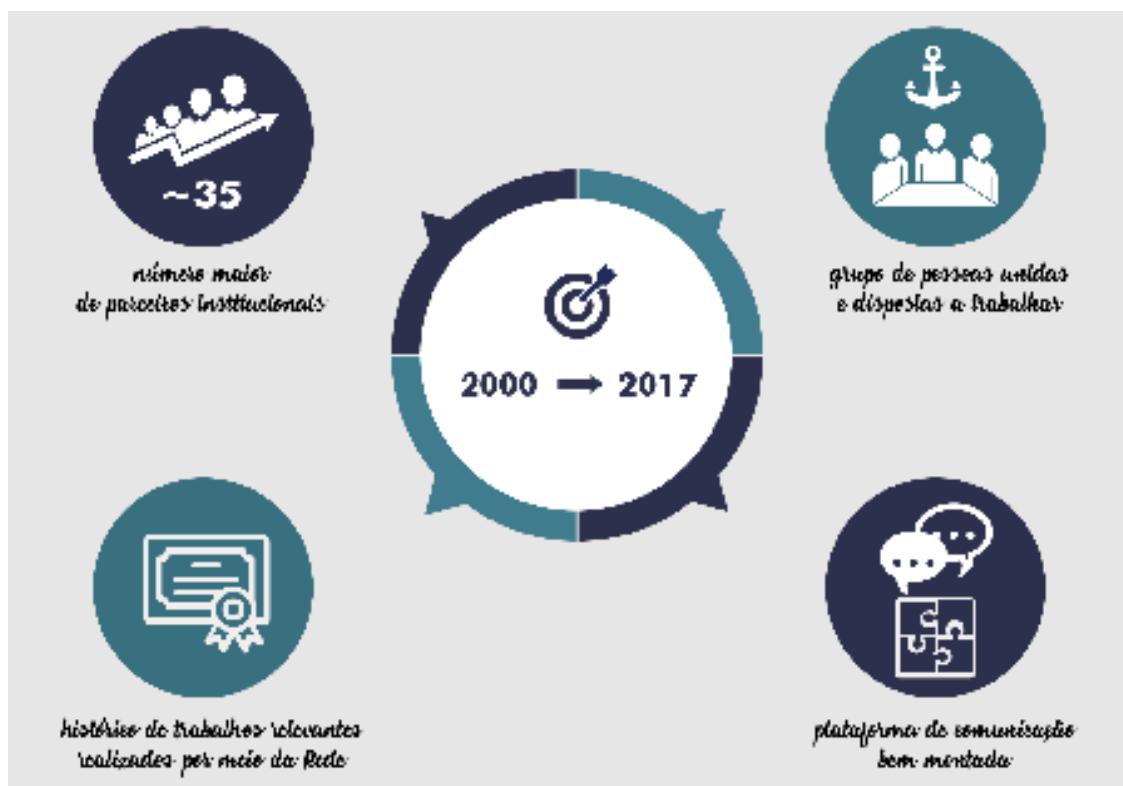 ~35
número maior
de parceiros Institucionais
grupo de pessoas unidas
e dispostas a trabalhar
2000 2017
histórico de trabalhos relevantes
realizados por meio da Rede
plataforma de comunicação
bem montada